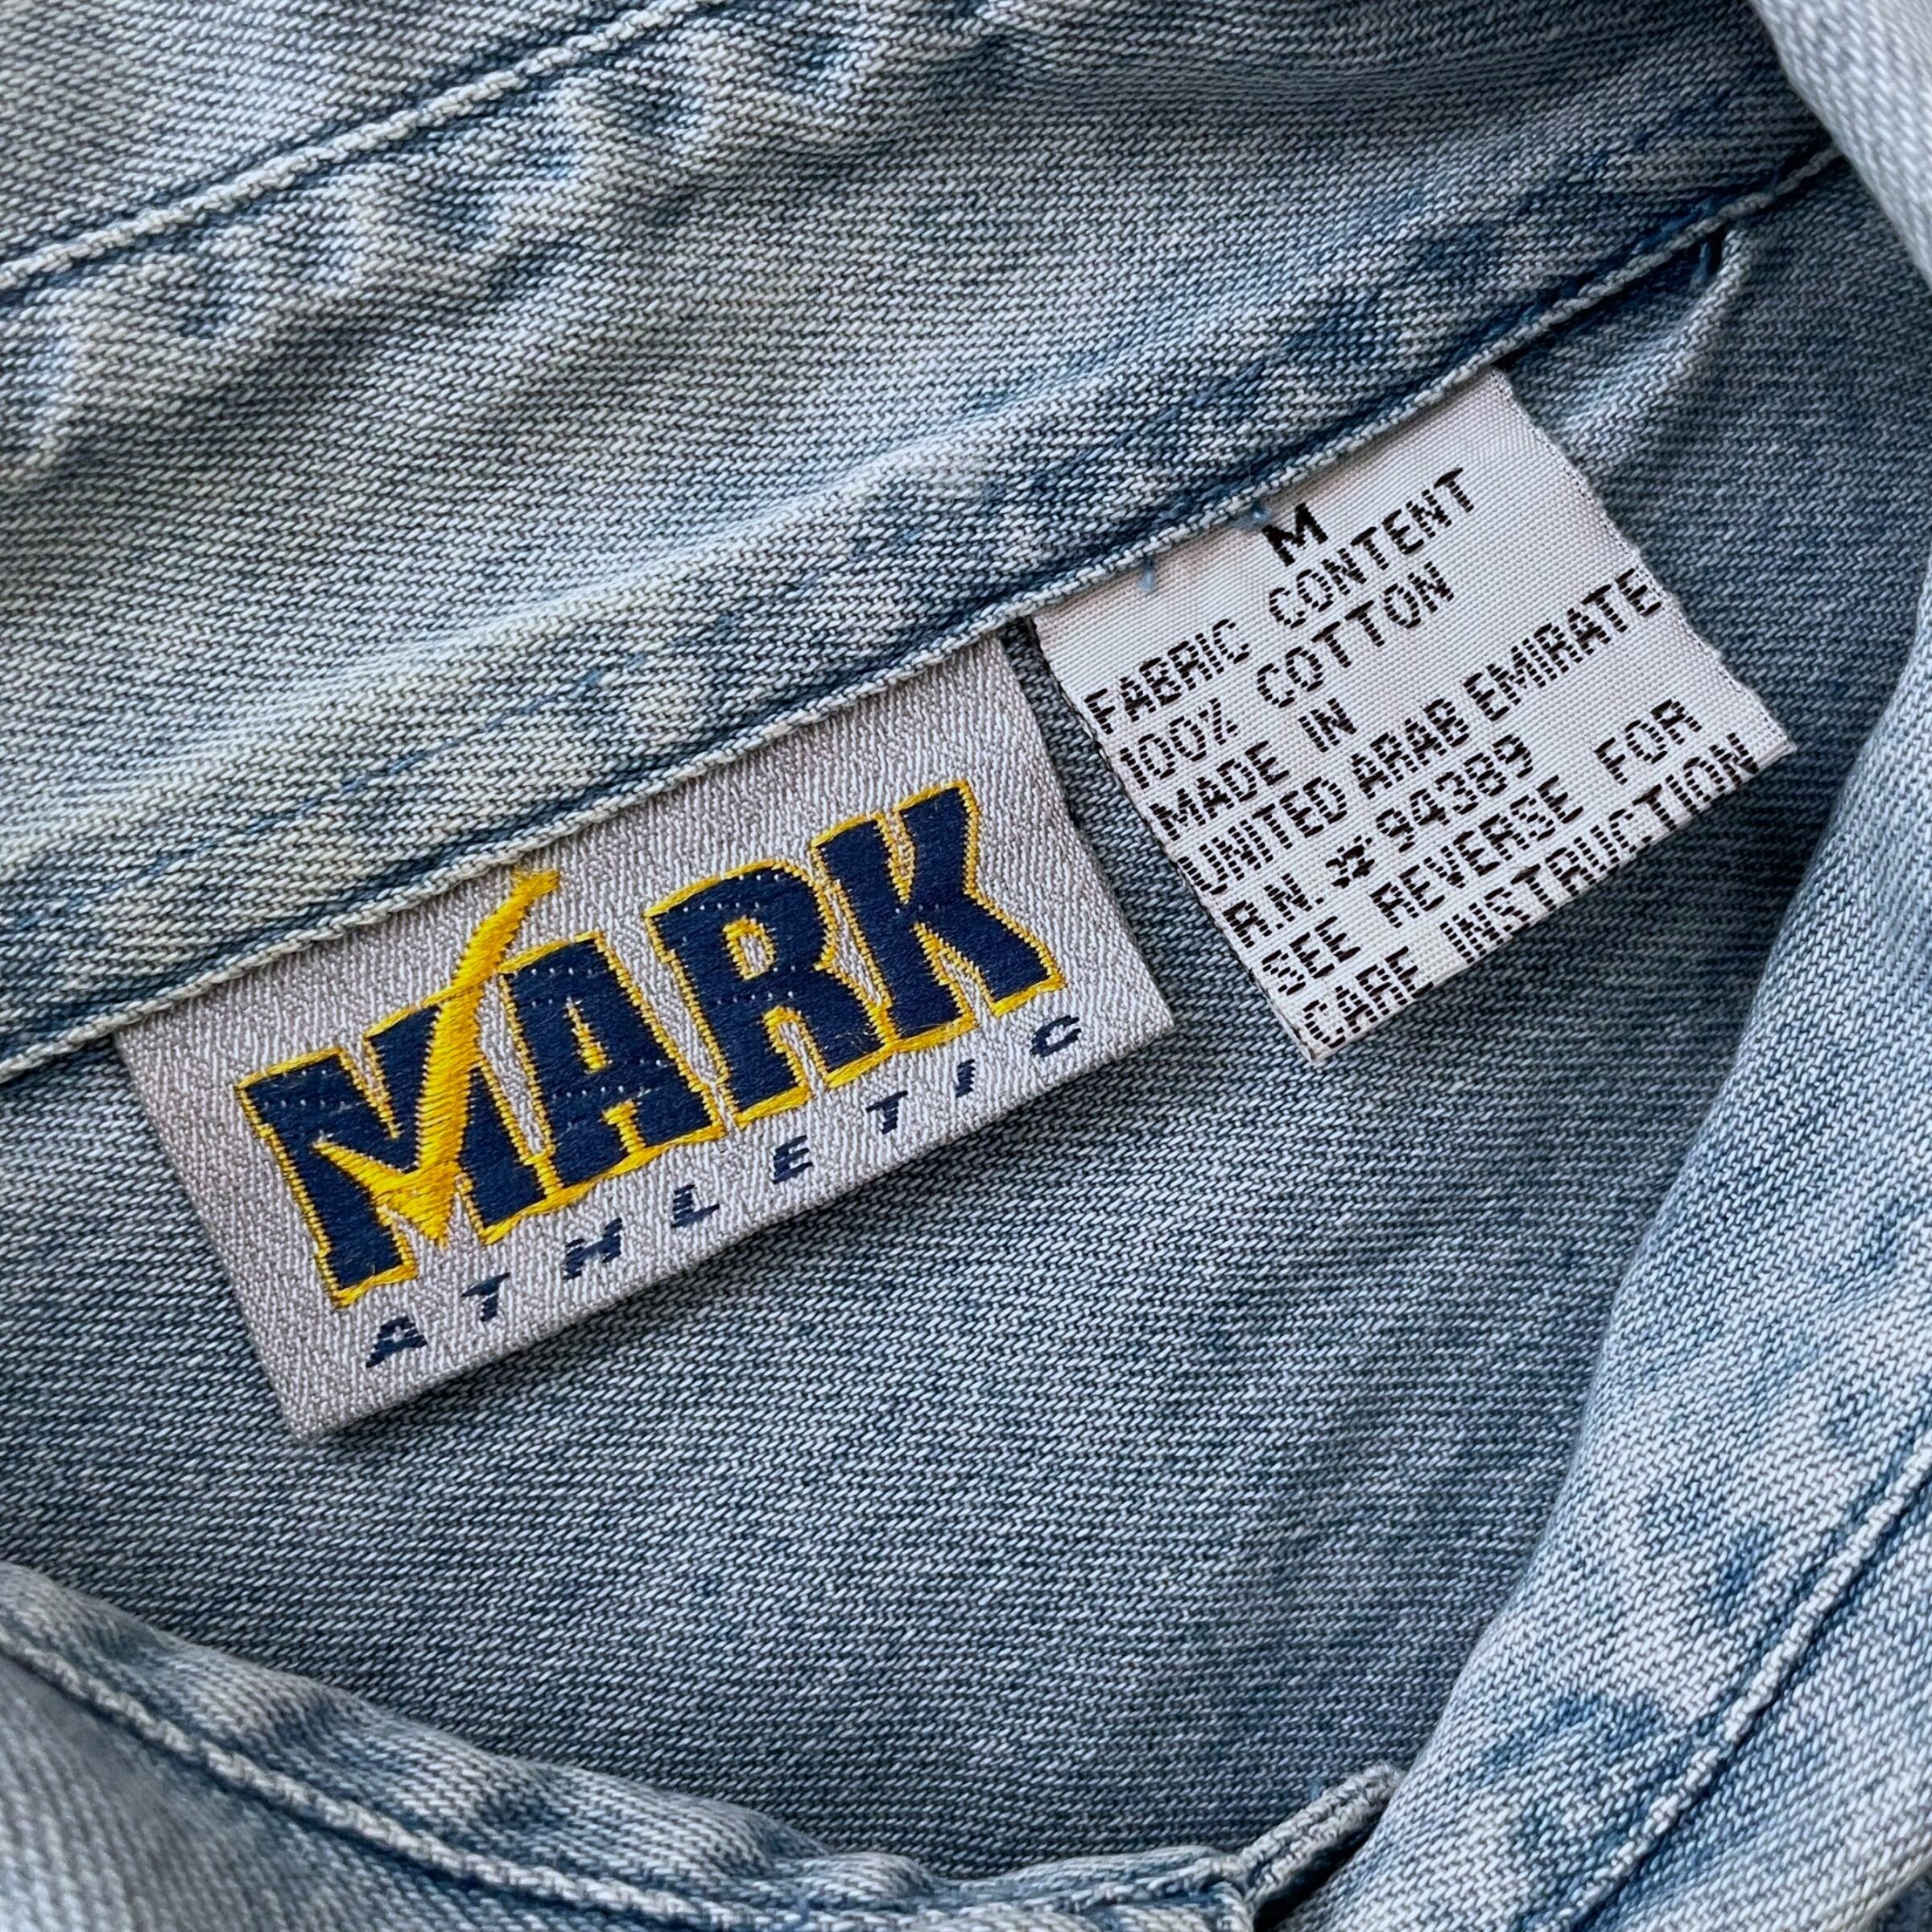 MARK
ATHLETIC
M
FABRIC CONTENT
100% COTTON
MADE IN
UNITED ARAB EMIRATE
R.N. # 94389
SEE REVERSE FOR
CARE INSTRUCTION